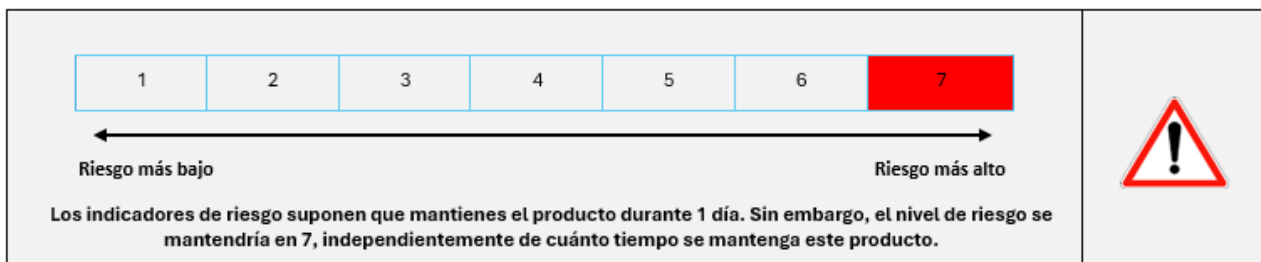 1 2 3 4 5 6 7
Riesgo más bajo Riesgo más alto
Los indicadores de riesgo suponen que mantienes el producto durante 1 día. Sin embargo, el nivel de riesgo se
mantendría en 7, independientemente de cuánto tiempo se mantenga este producto.